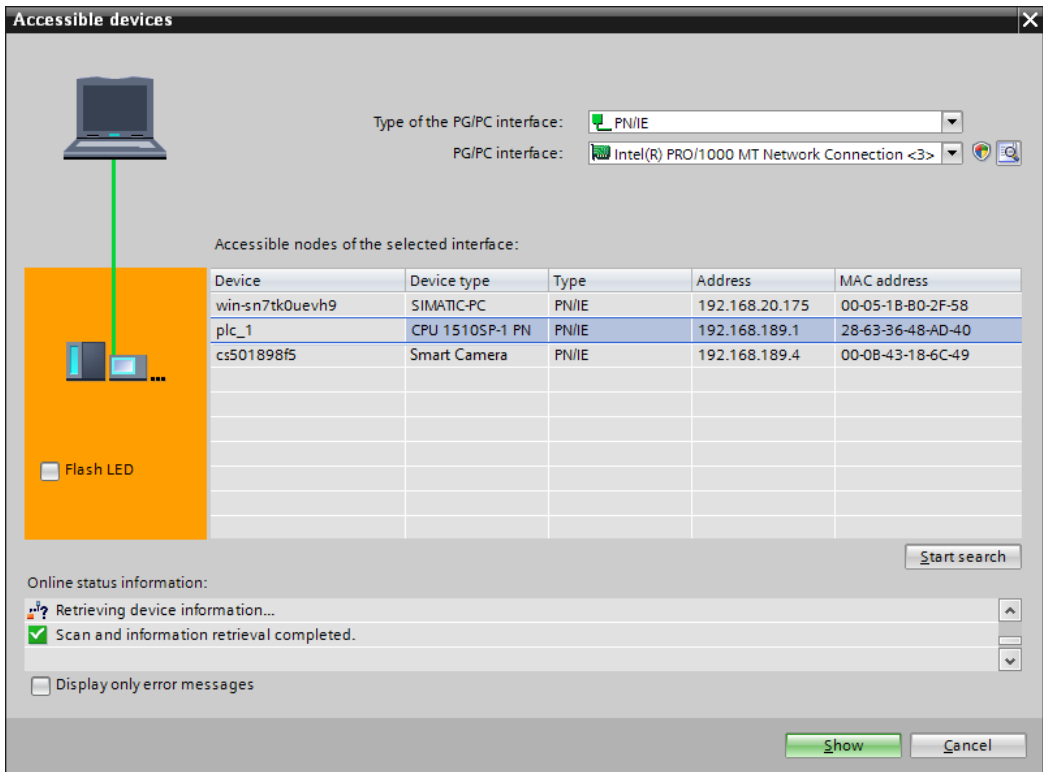 Accessible devices
Type of the PG/PC interface: PN/IE
PG/PC interface: Intel(R) PRO/1000 MT Network Connection <3>
Accessible nodes of the selected interface:
Device Device type Type Address MAC address
win-sn7tk0uevh9 SIMATIC-PC PN/IE 192.168.20.175 00-05-1B-B0-2F-58
plc_1 CPU 1510SP-1 PN PN/IE 192.168.189.1 28-63-36-48-AD-40
cs501898f5 Smart Camera PN/IE 192.168.189.4 00-0B-43-18-6C-49
Flash LED
Start search
Online status information:
Retrieving device information...
Scan and information retrieval completed.
Display only error messages
Show Cancel